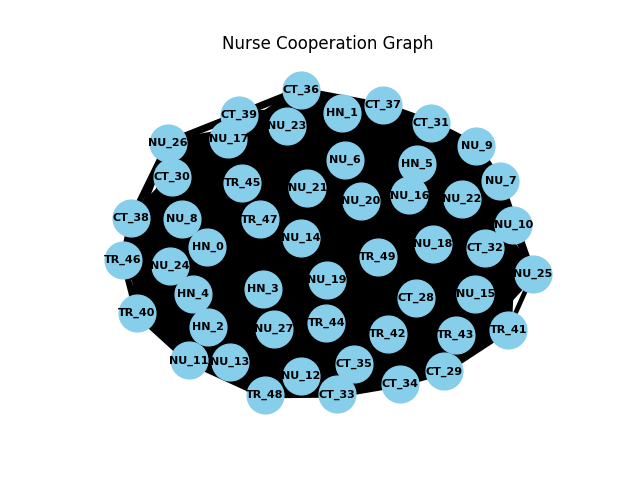 Nurse Cooperation Graph
CT_36
CT_37
CT_39
HN_1
CT_31
NU_23
NU_17
NU_26
NU_9
NU_6
HN_5
CT_30
TR_45
NU_7
NU_21
NU_16
NU_22
NU_20
CT_38
NU_8
TR_47
NU_10
NU_14
NU_18
HN_0
CT_32
TR_49
TR_46
NU_24
NU_25
NU_19
HN_3
HN_4
NU_15
CT_28
TR_40
TR_44
HN_2
NU_27
TR_41
TR_42
TR_43
NU_11
NU_13
CT_35
CT_29
NU_12
CT_34
TR_48
CT_33